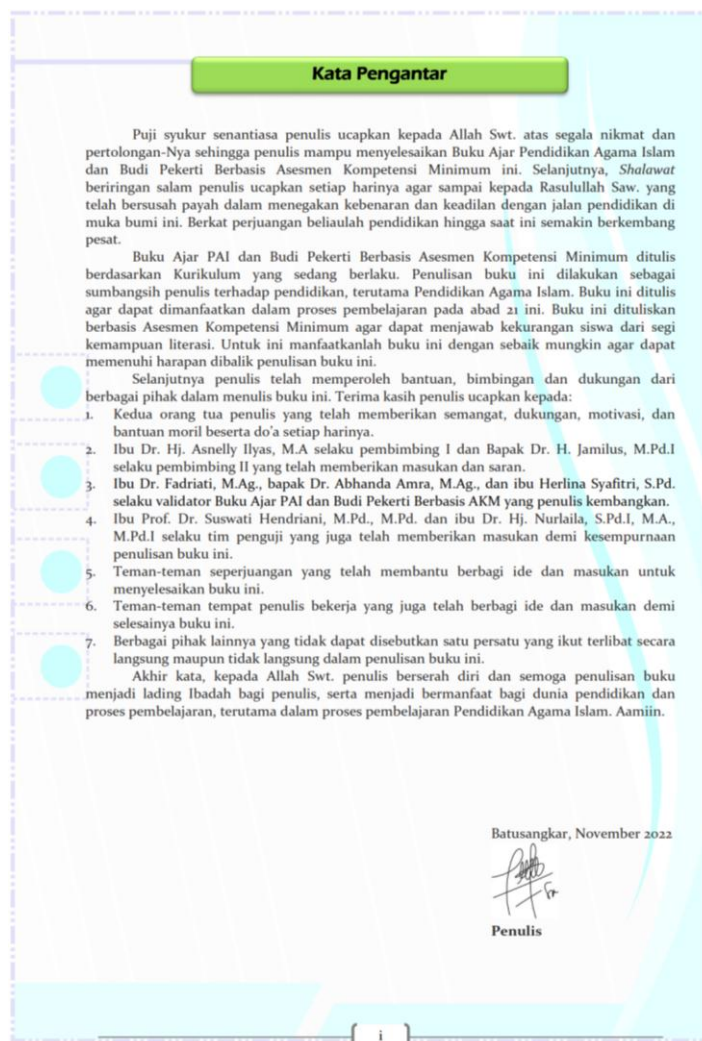 Kata Pengantar
Puji syukur senantiasa penulis ucapkan kepada Allah Swt. atas segala nikmat dan
pertolongan-Nya sehingga penulis mampu menyelesaikan Buku Ajar Pendidikan Agama Islam
dan Budi Pekerti Berbasis Asesmen Kompetensi Minimum ini. Selanjutnya, Shalawat
beriringan salam penulis ucapkan setiap harinya agar sampai kepada Rasulullah Saw. yang
telah bersusah payah dalam menegakan kebenaran dan keadilan dengan jalan pendidikan di
muka bumi ini. Berkat perjuangan beliaulah pendidikan hingga saat ini semakin berkembang
pesat.
Buku Ajar PAI dan Budi Pekerti Berbasis Asesmen Kompetensi Minimum ditulis
berdasarkan Kurikulum yang sedang berlaku. Penulisan buku ini dilakukan sebagai
sumbangsih penulis terhadap pendidikan, terutama Pendidikan Agama Islam. Buku ini ditulis
agar dapat dimanfaatkan dalam proses pembelajaran pada abad 21 ini. Buku ini dituliskan
berbasis Asesmen Kompetensi Minimum agar dapat menjawab kekurangan siswa dari segi
kemampuan literasi. Untuk ini manfaatkanlah buku ini dengan sebaik mungkin agar dapat
memenuhi harapan dibalik penulisan buku ini.
Selanjutnya penulis telah memperoleh bantuan, bimbingan dan dukungan dari
berbagai pihak dalam menulis buku ini. Terima kasih penulis ucapkan kepada:
1. Kedua orang tua penulis yang telah memberikan semangat, dukungan, motivasi, dan
bantuan moril beserta do'a setiap harinya.
2. Ibu Dr. Hj. Asnelly Ilyas, M.A selaku pembimbing I dan Bapak Dr. H. Jamilus, M.Pd.I
selaku pembimbing II yang telah memberikan masukan dan saran.
3. Ibu Dr. Fadriati, M.Ag., bapak Dr. Abhanda Amra, M.Ag., dan ibu Herlina Syafitri, S.Pd.
selaku validator Buku Ajar PAI dan Budi Pekerti Berbasis AKM yang penulis kembangkan.
4. Ibu Prof. Dr. Suswati Hendriani, M.Pd., M.Pd. dan ibu Dr. Hj. Nurlaila, S.Pd.I, M.A.,
M.Pd.I selaku tim penguji yang juga telah memberikan masukan demi kesempurnaan
penulisan buku ini.
5. Teman-teman seperjuangan yang telah membantu berbagi ide dan masukan untuk
menyelesaikan buku ini.
6. Teman-teman tempat penulis bekerja yang juga telah berbagi ide dan masukan demi
selesainya buku ini.
7. Berbagai pihak lainnya yang tidak dapat disebutkan satu persatu yang ikut terlibat secara
langsung maupun tidak langsung dalam penulisan buku ini.
Akhir kata, kepada Allah Swt. penulis berserah diri dan semoga penulisan buku
menjadi lading Ibadah bagi penulis, serta menjadi bermanfaat bagi dunia pendidikan dan
proses pembelajaran, terutama dalam proses pembelajaran Pendidikan Agama Islam. Aamiin.
Batusangkar, November 2022
Penulis
i